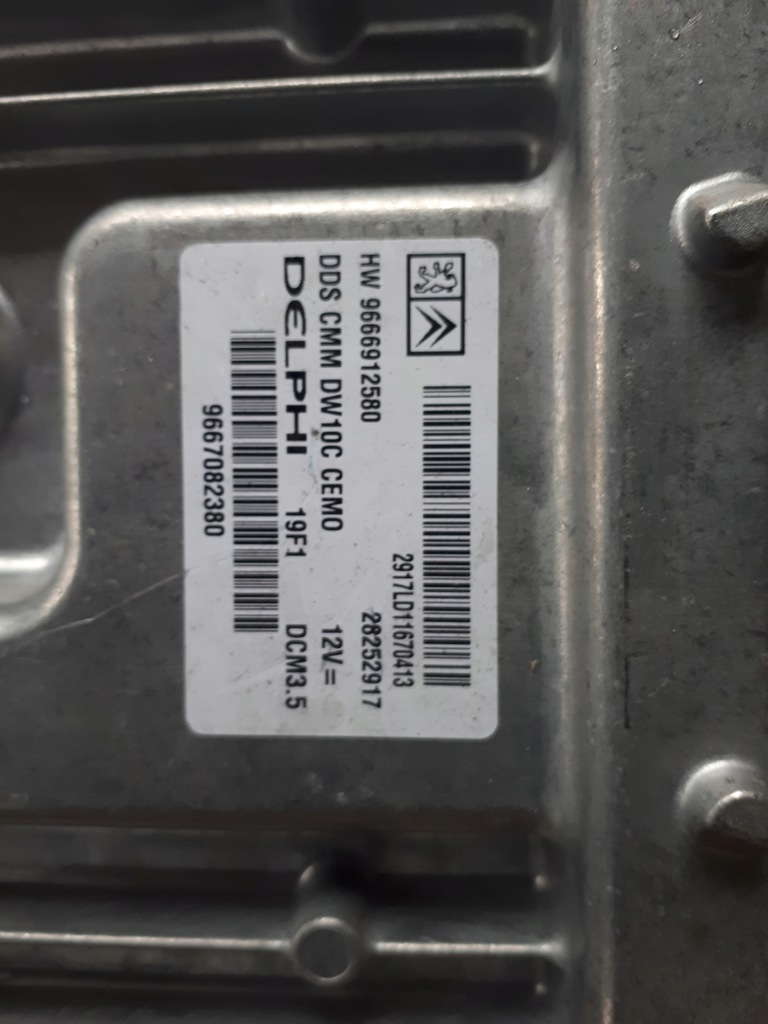 2917LD11670413
HW 9666912580 28252917
DDS CMM DW10C CEMO 12V=
DELPHI 19F1 DCM3.5
9667082380